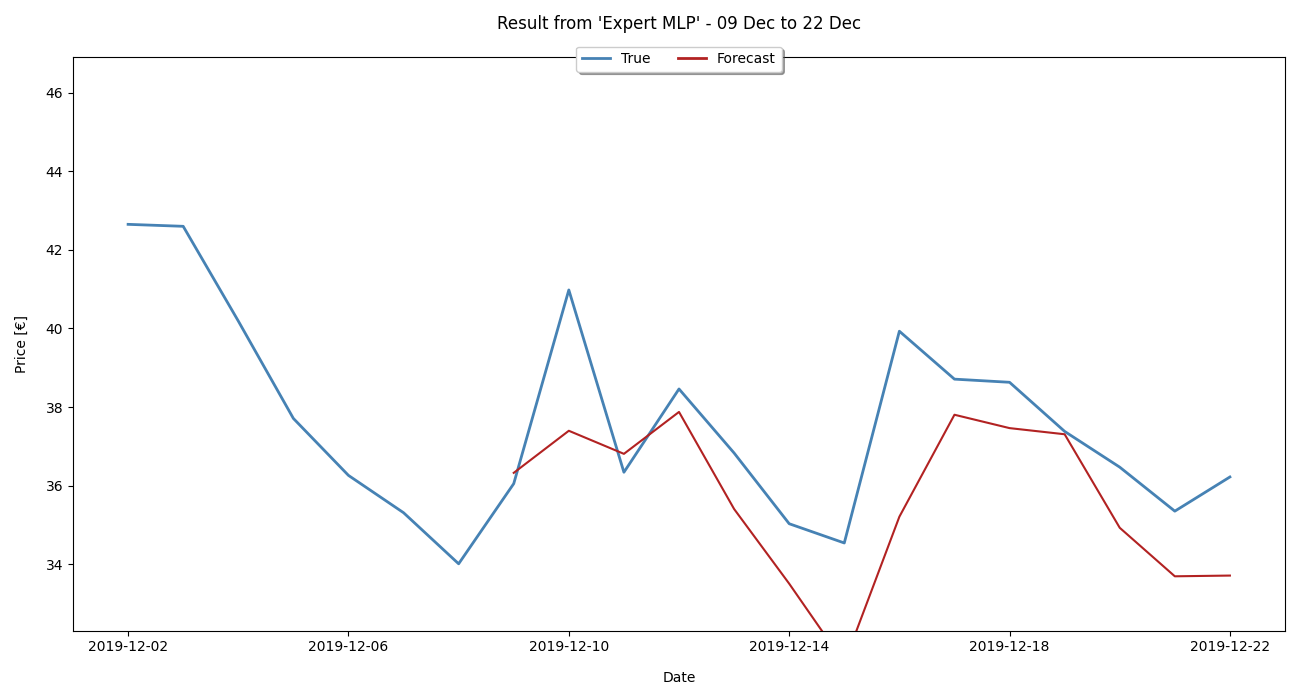 Result from 'Expert MLP' - 09 Dec to 22 Dec
True Forecast
46
44
42
40
38
36
34
Price [€]
2019-12-02 2019-12-06 2019-12-10 2019-12-14 2019-12-18 2019-12-22
Date